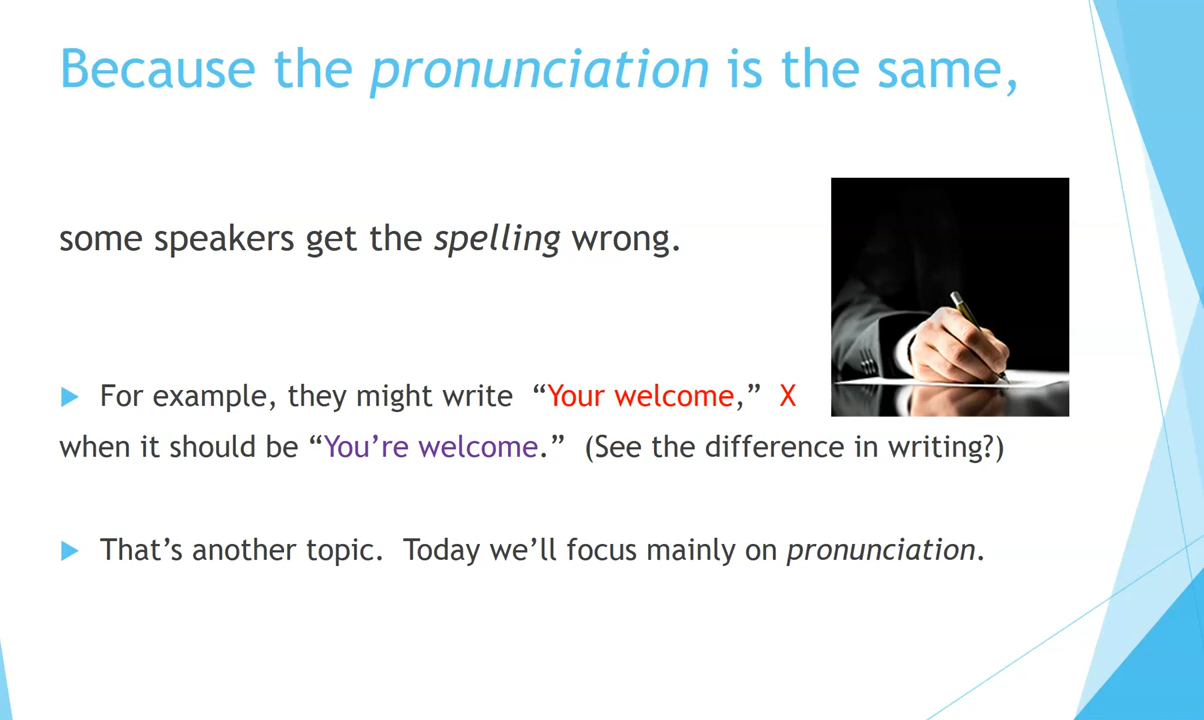 Because the pronunciation is the same,
some speakers get the spelling wrong.
For example, they might write “Your welcome,” X
when it should be “You’re welcome.” (See the difference in writing?)
That’s another topic. Today we’ll focus mainly on pronunciation.